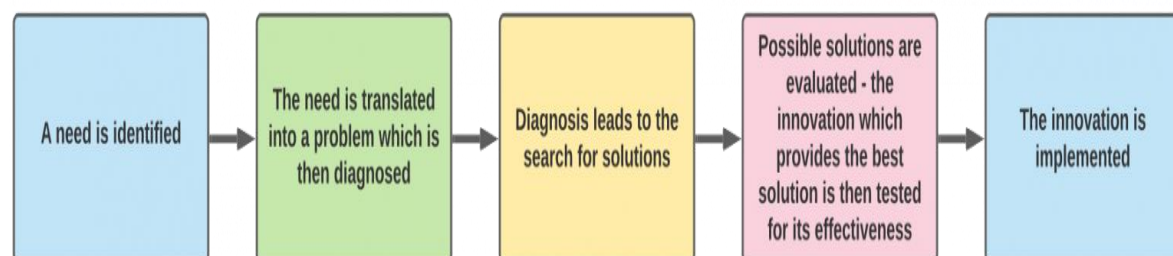 A need is identified
The need is translated
into a problem which is
then diagnosed
Diagnosis leads to the
search for solutions
Possible solutions are
evaluated - the
innovation which
provides the best
solution is then tested
for its effectiveness
The innovation is
implemented